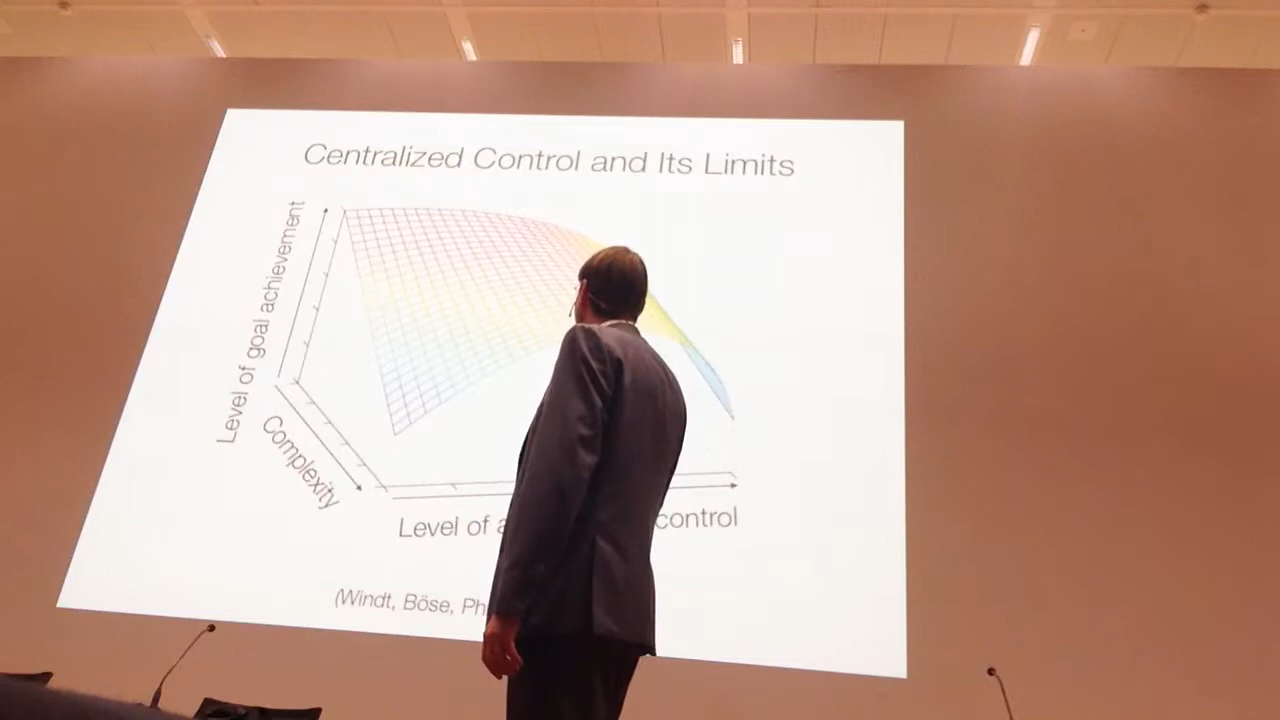 Centralized Control and Its Limits
Level of goal achievement
Complexity
Level of control
(Windt, Böse,